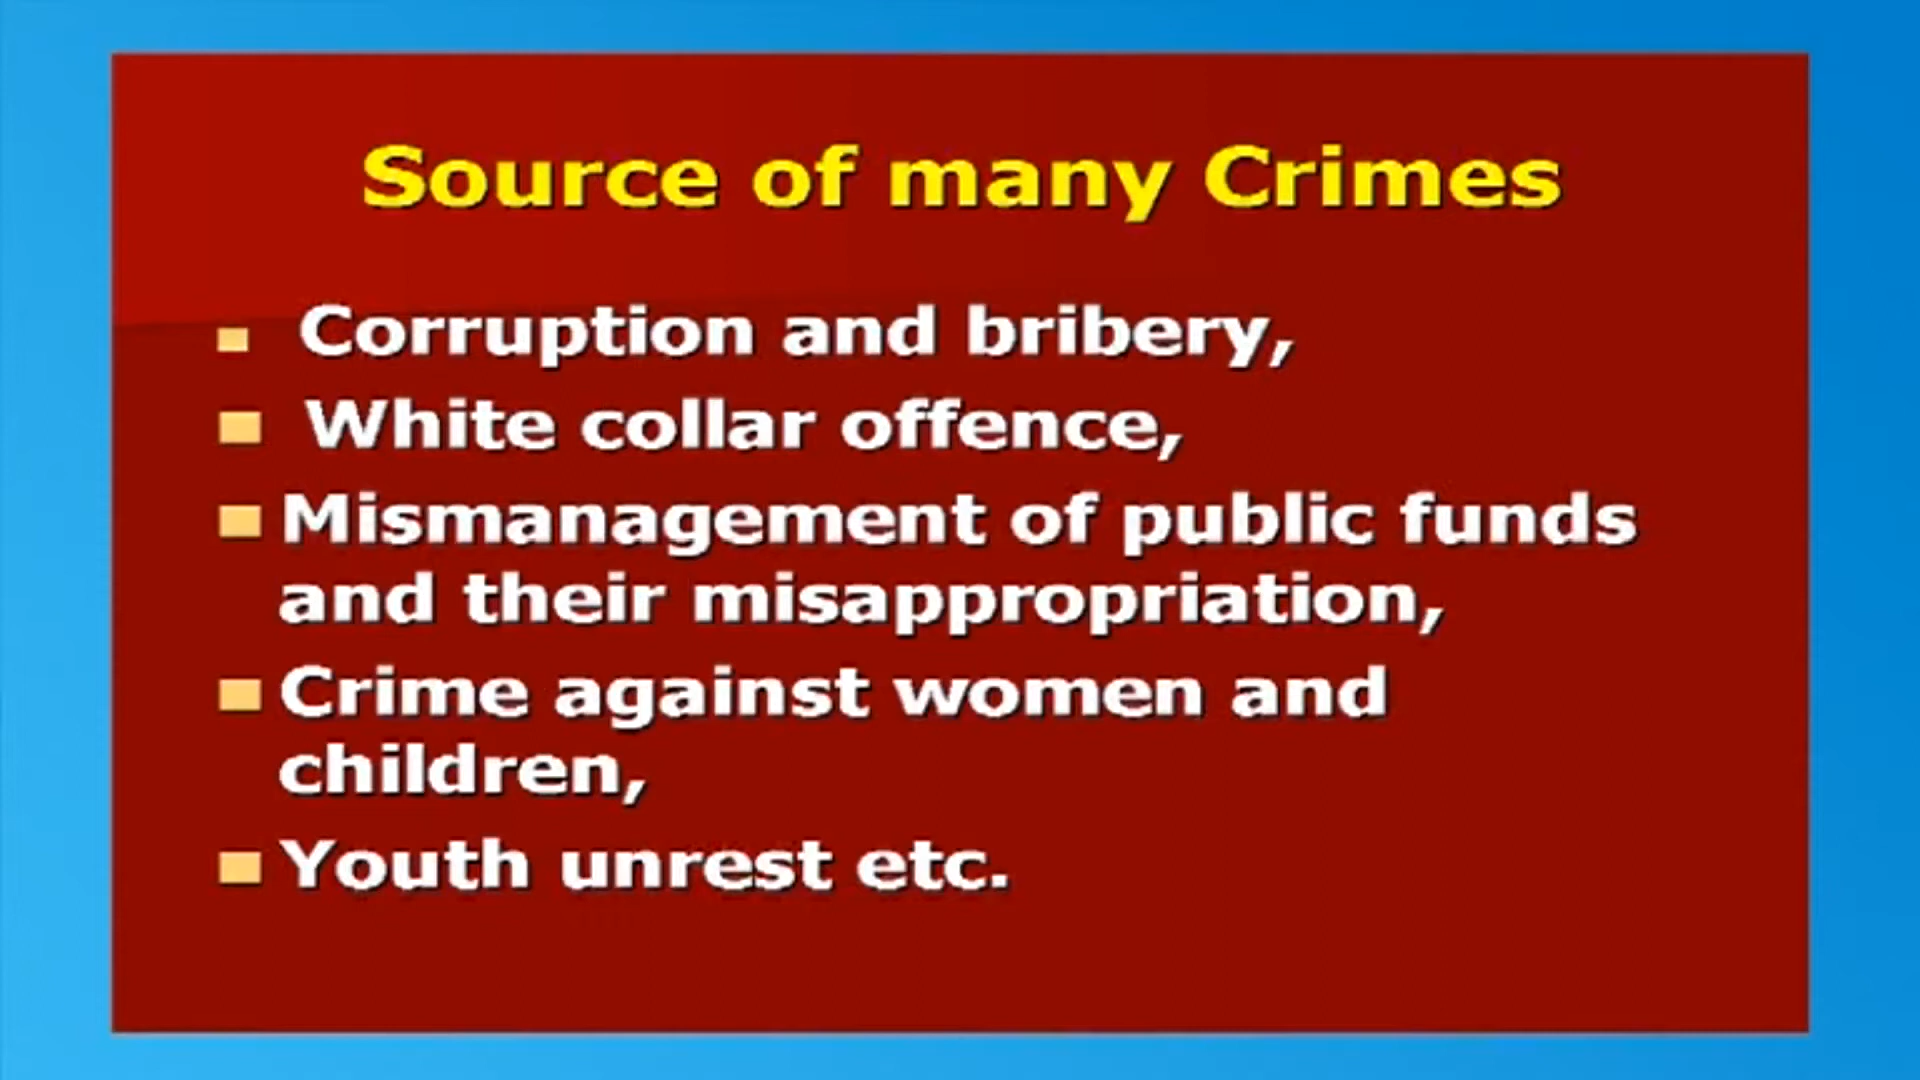 Source of many Crimes
Corruption and bribery,
White collar offence,
Mismanagement of public funds
and their misappropriation,
Crime against women and
children,
Youth unrest etc.